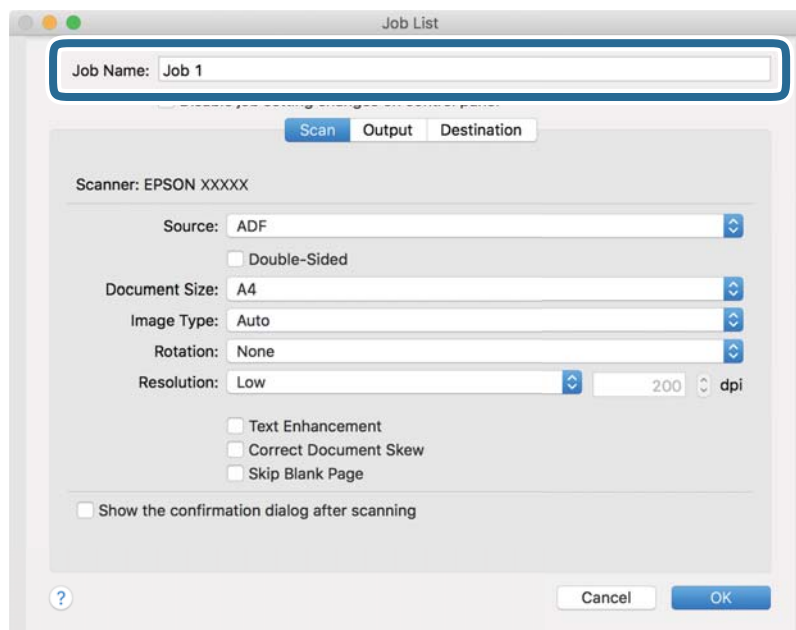 Job List
Job Name: Job 1
Scan Output Destination
Scanner: EPSON XXXXX
Source: ADF
Double-Sided
Document Size: A4
Image Type: Auto
Rotation: None
Resolution: Low 200 dpi
Text Enhancement
Correct Document Skew
Skip Blank Page
Show the confirmation dialog after scanning
? Cancel OK